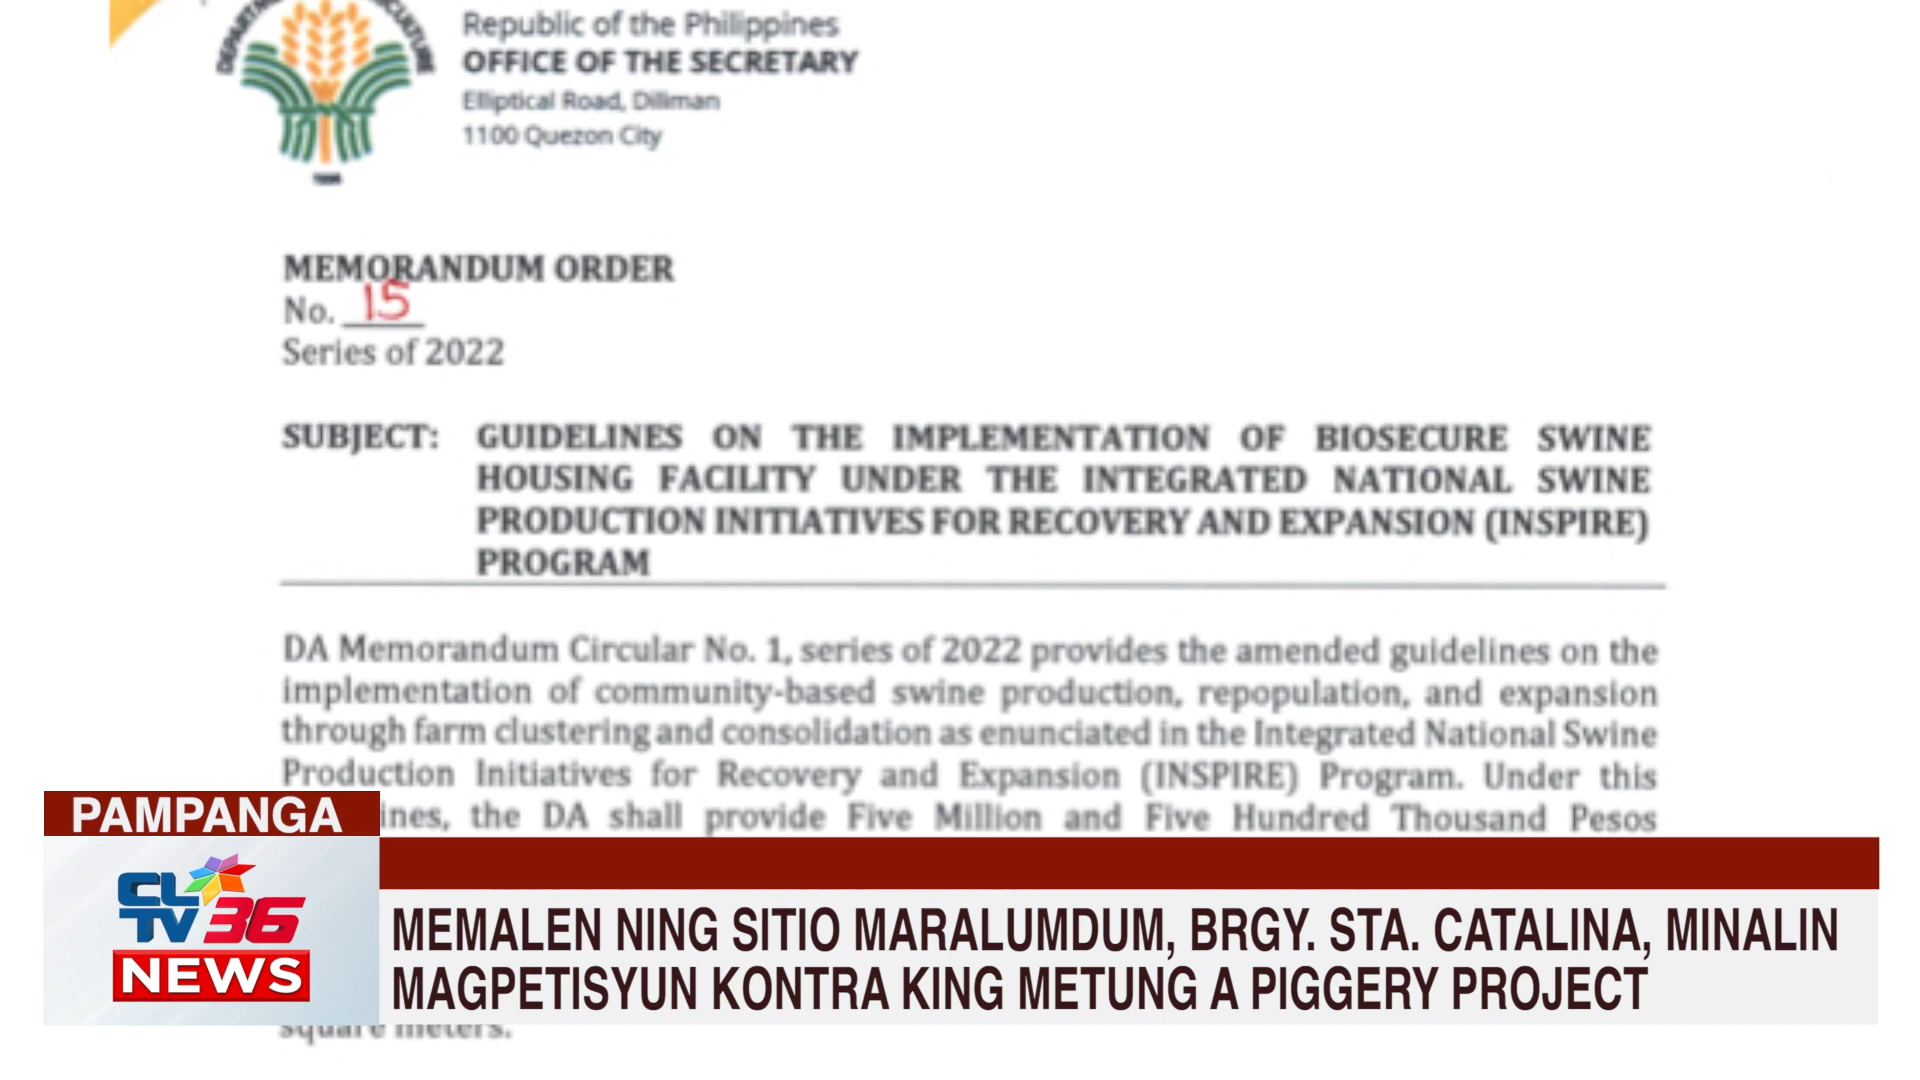 DEPARTMENT
Republic of the Philippines
OFFICE OF THE SECRETARY
Elliptical Road, Diliman
1100 Quezon City
MEMORANDUM ORDER
No. 15
Series of 2022
SUBJECT: GUIDELINES ON THE IMPLEMENTATION OF BIOSECURE SWINE
HOUSING FACILITY UNDER THE INTEGRATED NATIONAL SWINE
PRODUCTION INITIATIVES FOR RECOVERY AND EXPANSION (INSPIRE)
PROGRAM
DA Memorandum Circular No. 1, series of 2022 provides the amended guidelines on the
implementation of community-based swine production, repopulation, and expansion
through farm clustering and consolidation as enunciated in the Integrated National Swine
Production Initiatives for Recovery and Expansion (INSPIRE) Program. Under this
ines, the DA shall provide Five Million and Five Hundred Thousand Pesos
PAMPANGA
CL
TV36
NEWS
MEMALEN NING SITIO MARALUMDUM, BRGY. STA. CATALINA, MINALIN
MAGPETISYUN KONTRA KING METUNG A PIGGERY PROJECT
square meters.